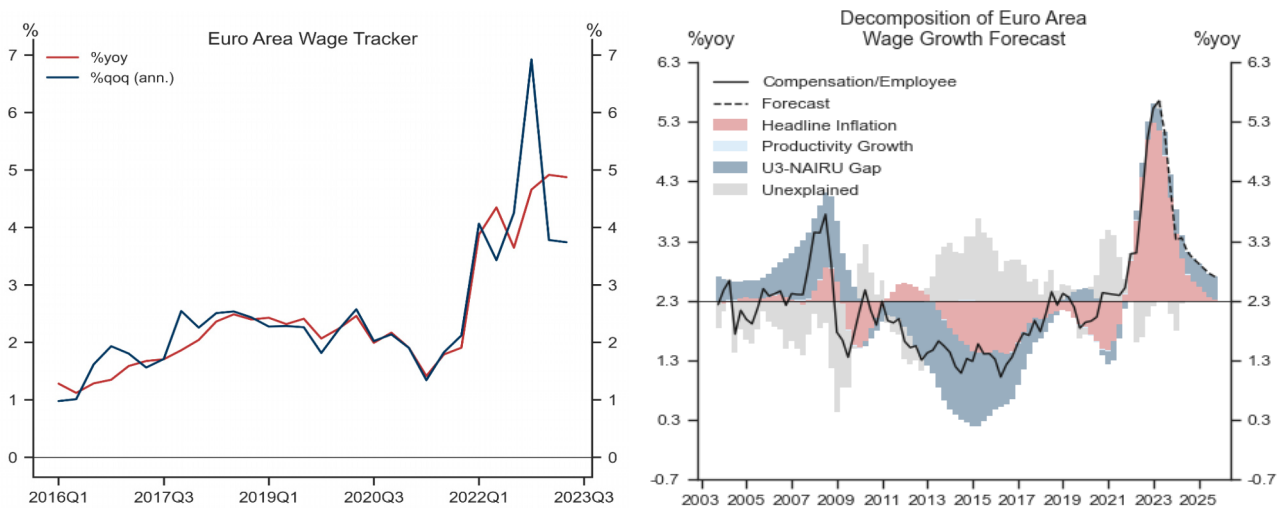 Euro Area Wage Tracker
%
%
%yoy
%qoq (ann.)
7
7
6
6
5
5
4
4
3
3
2
2
1
1
0
0
2016Q1
2017Q3
2019Q1
2020Q3
2022Q1
2023Q3
Decomposition of Euro Area
Wage Growth Forecast
%yoy
%yoy
Compensation/Employee
Forecast
Headline Inflation
Productivity Growth
U3-NAIRU Gap
Unexplained
6.3
6.3
5.3
5.3
4.3
4.3
3.3
3.3
2.3
2.3
1.3
1.3
0.3
0.3
-0.7
-0.7
2003
2005
2007
2009
2011
2013
2015
2017
2019
2021
2023
2025